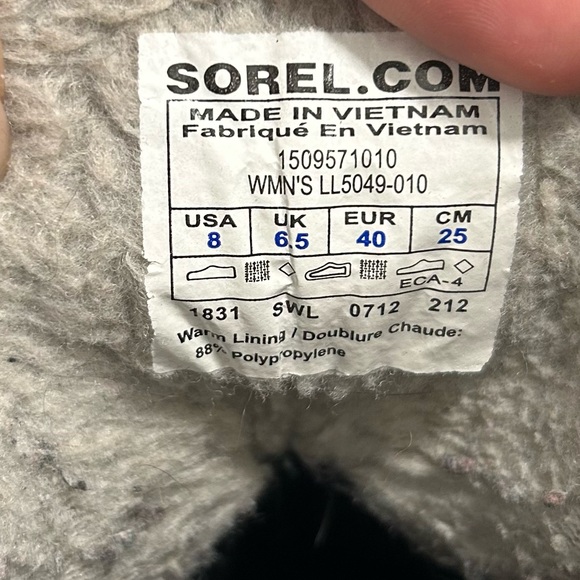 SOREL.COM
MADE IN VIETNAM
Fabriqué En Vietnam
1509571010
WMN'S LL5049-010
USA UK EUR CM
8 6.5 40 25
ECA-4
1831 SWL 0712 212
Warm Lining / Doublure Chaude:
88% Polypropylene